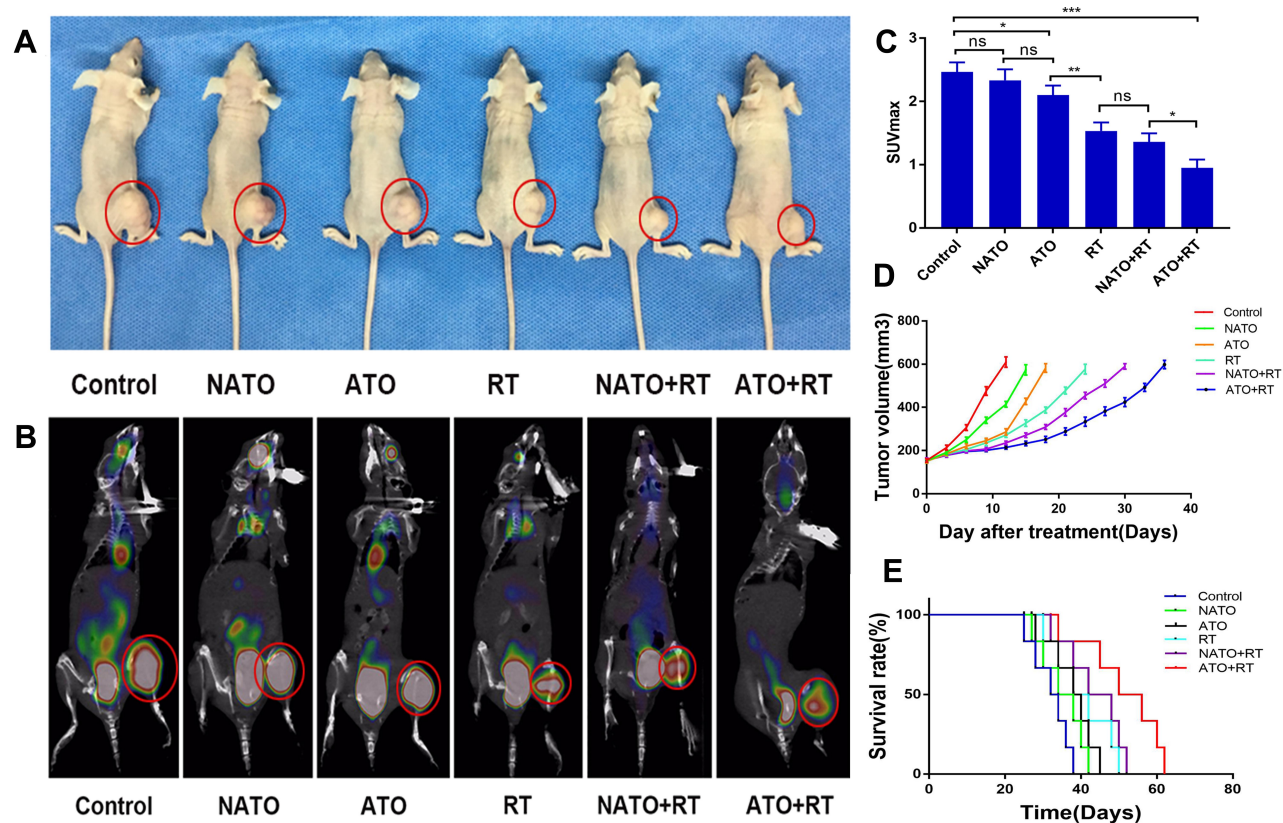 A
Control NATO ATO RT NATO+RT ATO+RT
B
Control NATO ATO RT NATO+RT ATO+RT
C
***
*
ns
ns
**
ns
*
3
2
1
0
SUVmax
Control
NATO
ATO
RT
NATO+RT
ATO+RT
D
800
600
400
200
0
Tumor volume(mm3)
0 10 20 30 40
Day after treatment(Days)
Control
NATO
ATO
RT
NATO+RT
ATO+RT
E
100
50
0
Survival rate(%)
0 20 40 60 80
Time(Days)
Control
NATO
ATO
RT
NATO+RT
ATO+RT